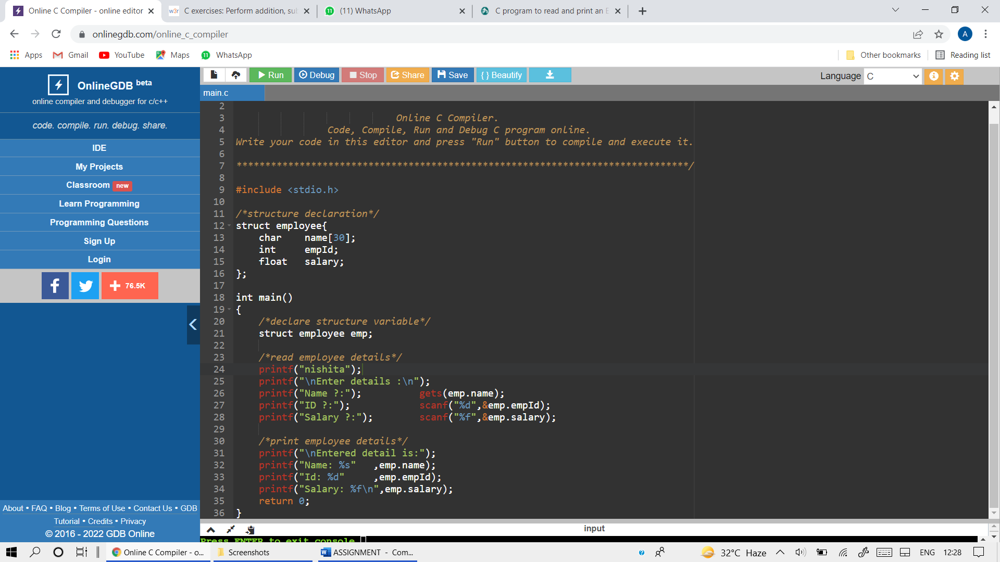 Online C Compiler - online editor
w3r C exercises: Perform addition, su
11 (11) WhatsApp
C program to read and print an E
onlinegdb.com/online_c_compiler
A
Apps Gmail YouTube Maps 11 WhatsApp Other bookmarks Reading list
OnlineGDB beta
online compiler and debugger for c/c++
code. compile. run. debug. share.
IDE
My Projects
Classroom new
Learn Programming
Programming Questions
Sign Up
Login
f + 76.5K
About • FAQ • Blog • Terms of Use • Contact Us • GDB
Tutorial • Credits • Privacy
© 2016 - 2022 GDB Online
Run Debug Stop Share Save { } Beautify Language C
main.c
2
3 Online C Compiler.
4 Code, Compile, Run and Debug C program online.
5 Write your code in this editor and press "Run" button to compile and execute it.
6
7 *******************************************************************************/
8
9 #include <stdio.h>
10
11 /*structure declaration*/
12 struct employee{
13 char name[30];
14 int empId;
15 float salary;
16 };
17
18 int main()
19 {
20 /*declare structure variable*/
21 struct employee emp;
22
23 /*read employee details*/
24 printf("nishita");
25 printf("\nEnter details :\n");
26 printf("Name ?:"); gets(emp.name);
27 printf("ID ?:"); scanf("%d",&emp.empId);
28 printf("Salary ?:"); scanf("%f",&emp.salary);
29
30 /*print employee details*/
31 printf("\nEntered detail is:");
32 printf("Name: %s" ,emp.name);
33 printf("Id: %d" ,emp.empId);
34 printf("Salary: %f\n",emp.salary);
35 return 0;
36 }
input
Press ENTER to exit console.
Online C Compiler - o... Screenshots ASSIGNMENT - Com... 32°C Haze ENG 12:28